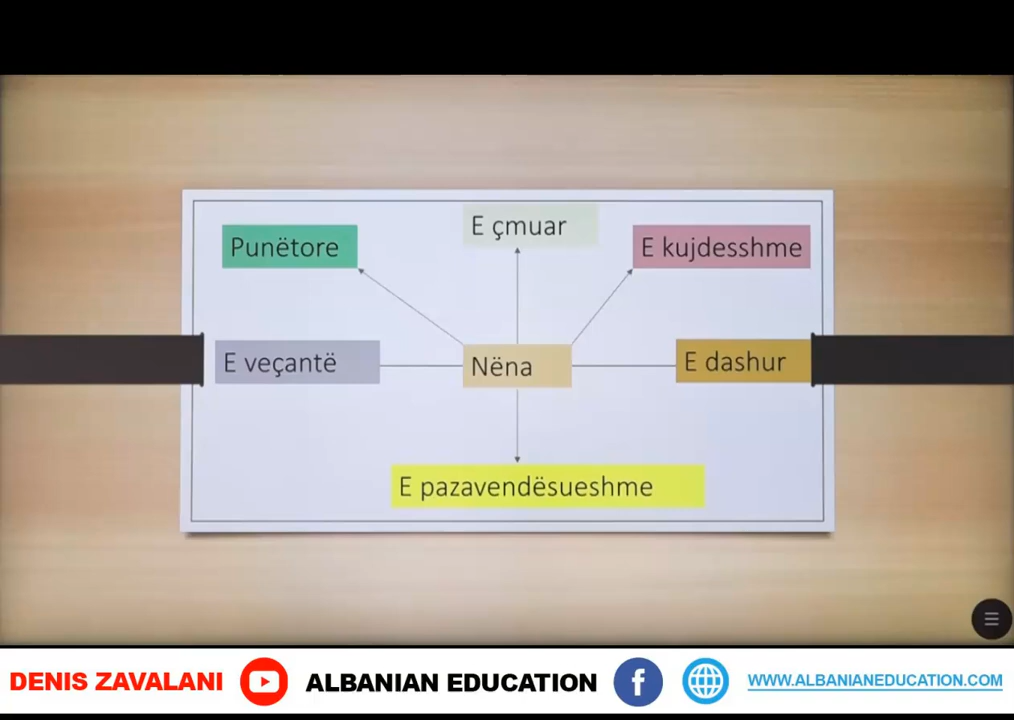 E çmuar
Punëtore
E kujdesshme
E veçantë
Nëna
E dashur
E pazavendësueshme
DENIS ZAVALANI
ALBANIAN EDUCATION
f
WWW.ALBANIANEDUCATION.COM